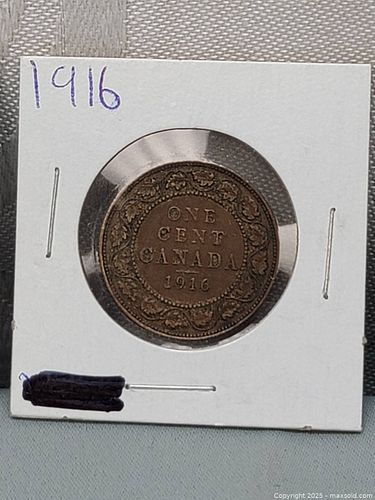 1916
ONE
CENT
CANADA
1916
Copyright 2025 - maxsold.com